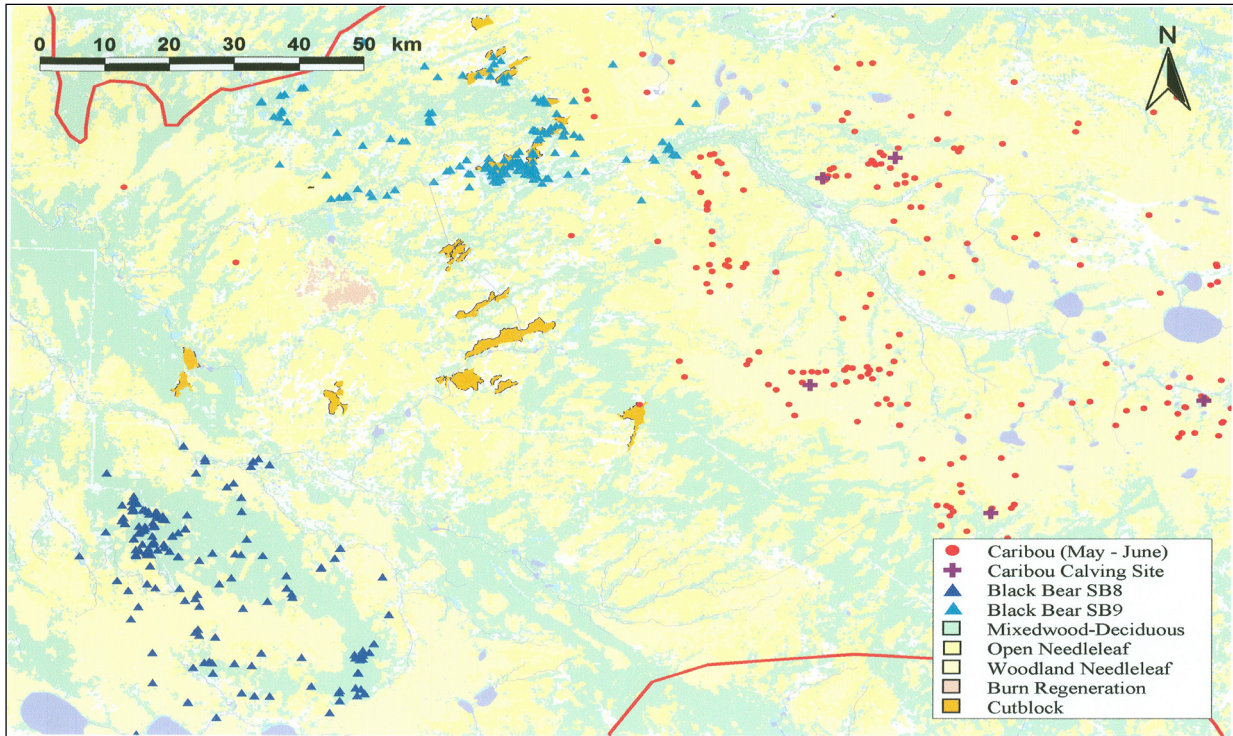 0 10 20 30 40 50 km
N
Caribou (May - June)
Caribou Calving Site
Black Bear SB8
Black Bear SB9
Mixedwood-Deciduous
Open Needleleaf
Woodland Needleleaf
Burn Regeneration
Cutblock